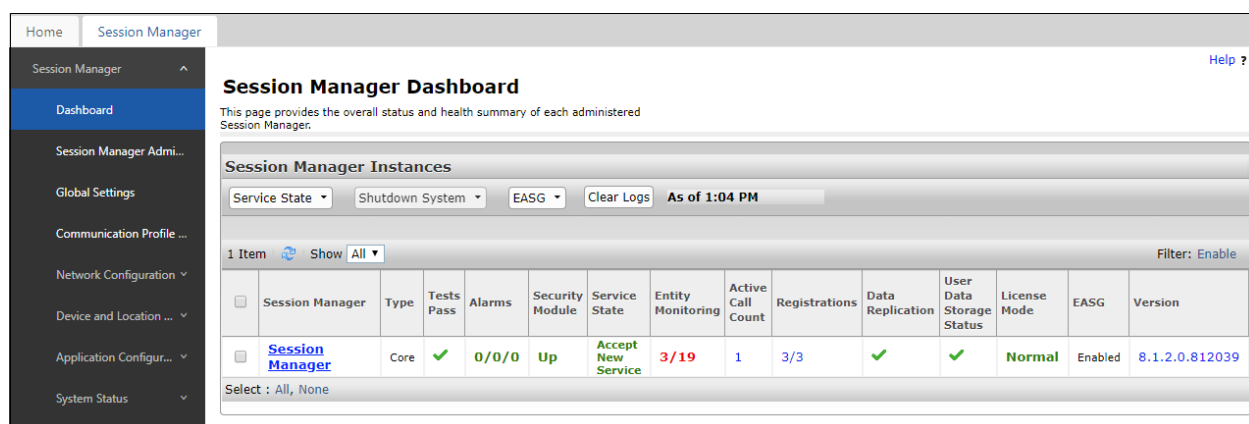 Home Session Manager
Help ?
Session Manager
Dashboard
Session Manager Admi...
Global Settings
Communication Profile ...
Network Configuration
Device and Location ...
Application Configur...
System Status
Session Manager Dashboard
This page provides the overall status and health summary of each administered
Session Manager.
Session Manager Instances
Service State Shutdown System EASG Clear Logs As of 1:04 PM
1 Item Show All Filter: Enable
Session Manager Type Tests Pass Alarms Security Module Service State Entity Monitoring Active Call Count Registrations Data Replication User Data Storage Status License Mode EASG Version
Session Manager Core 0/0/0 Up Accept New Service 3/19 1 3/3 Normal Enabled 8.1.2.0.812039
Select : All, None